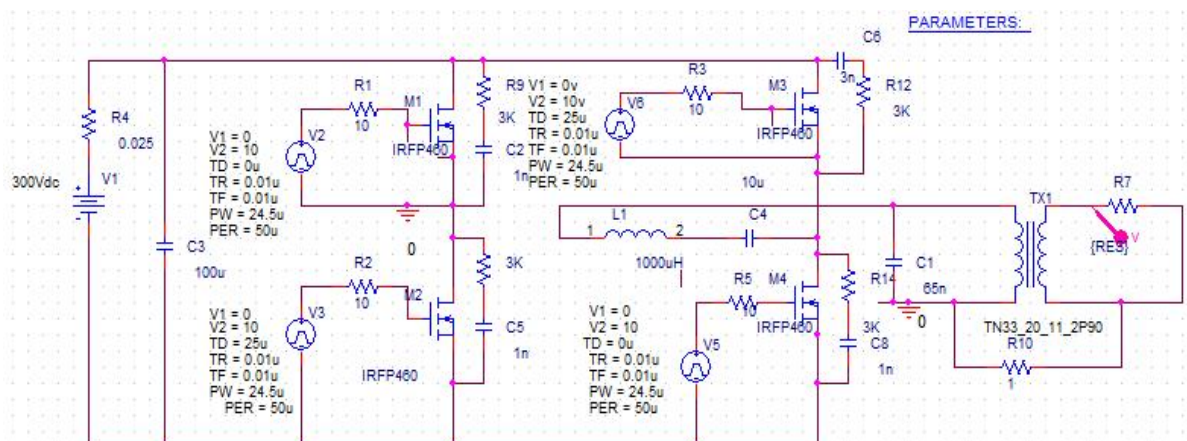 PARAMETERS:
C6
3n
R12
3K
R1
10
M1
IRFP460
R9
3K
C2
1n
V1 = 0v
V2 = 10v
TD = 25u
TR = 0.01u
TF = 0.01u
PW = 24.5u
PER = 50u
V6
R3
10
M3
IRFP460
R4
0.025
V1 = 0
V2 = 10
TD = 0u
TR = 0.01u
TF = 0.01u
PW = 24.5u
PER = 50u
V2
300Vdc
V1
10u
L1
1
2
1000uH
C4
TX1
R7
V
{RES}
C3
100u
0
R2
10
M2
IRFP460
3K
C5
1n
V1 = 0
V2 = 10
TD = 25u
TR = 0.01u
TF = 0.01u
PW = 24.5u
PER = 50u
V3
R5
10
M4
IRFP460
R14
3K
C8
1n
C1
65n
0
TN33_20_11_2P90
R10
1
V1 = 0
V2 = 10
TD = 0u
TR = 0.01u
TF = 0.01u
PW = 24.5u
PER = 50u
V5